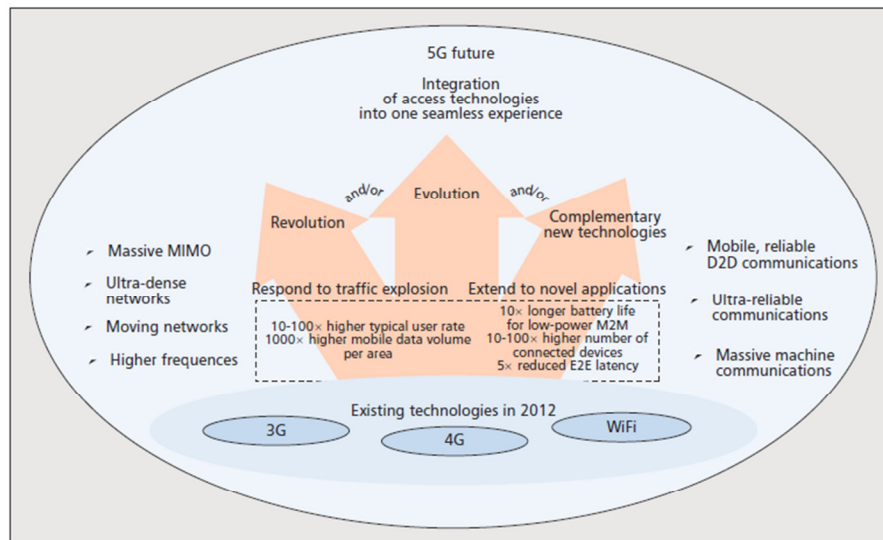 5G future
Integration
of access technologies
into one seamless experience
and/or
Evolution
and/or
Revolution
Complementary
new technologies
Massive MIMO
Ultra-dense
networks
Moving networks
Higher frequences
Mobile, reliable
D2D communications
Ultra-reliable
communications
Massive machine
communications
Respond to traffic explosion
10-100× higher typical user rate
1000× higher mobile data volume
per area
Extend to novel applications
10× longer battery life
for low-power M2M
10-100× higher number of
connected devices
5× reduced E2E latency
Existing technologies in 2012
3G
4G
WiFi